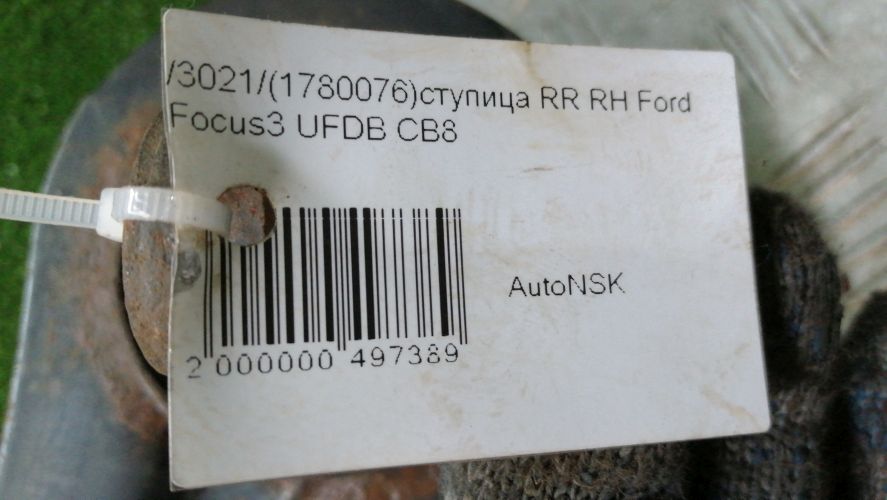 /3021/(1780076)ступица RR RH Ford
Focus3 UFDB CB8
AutoNSK
2 000000 497389